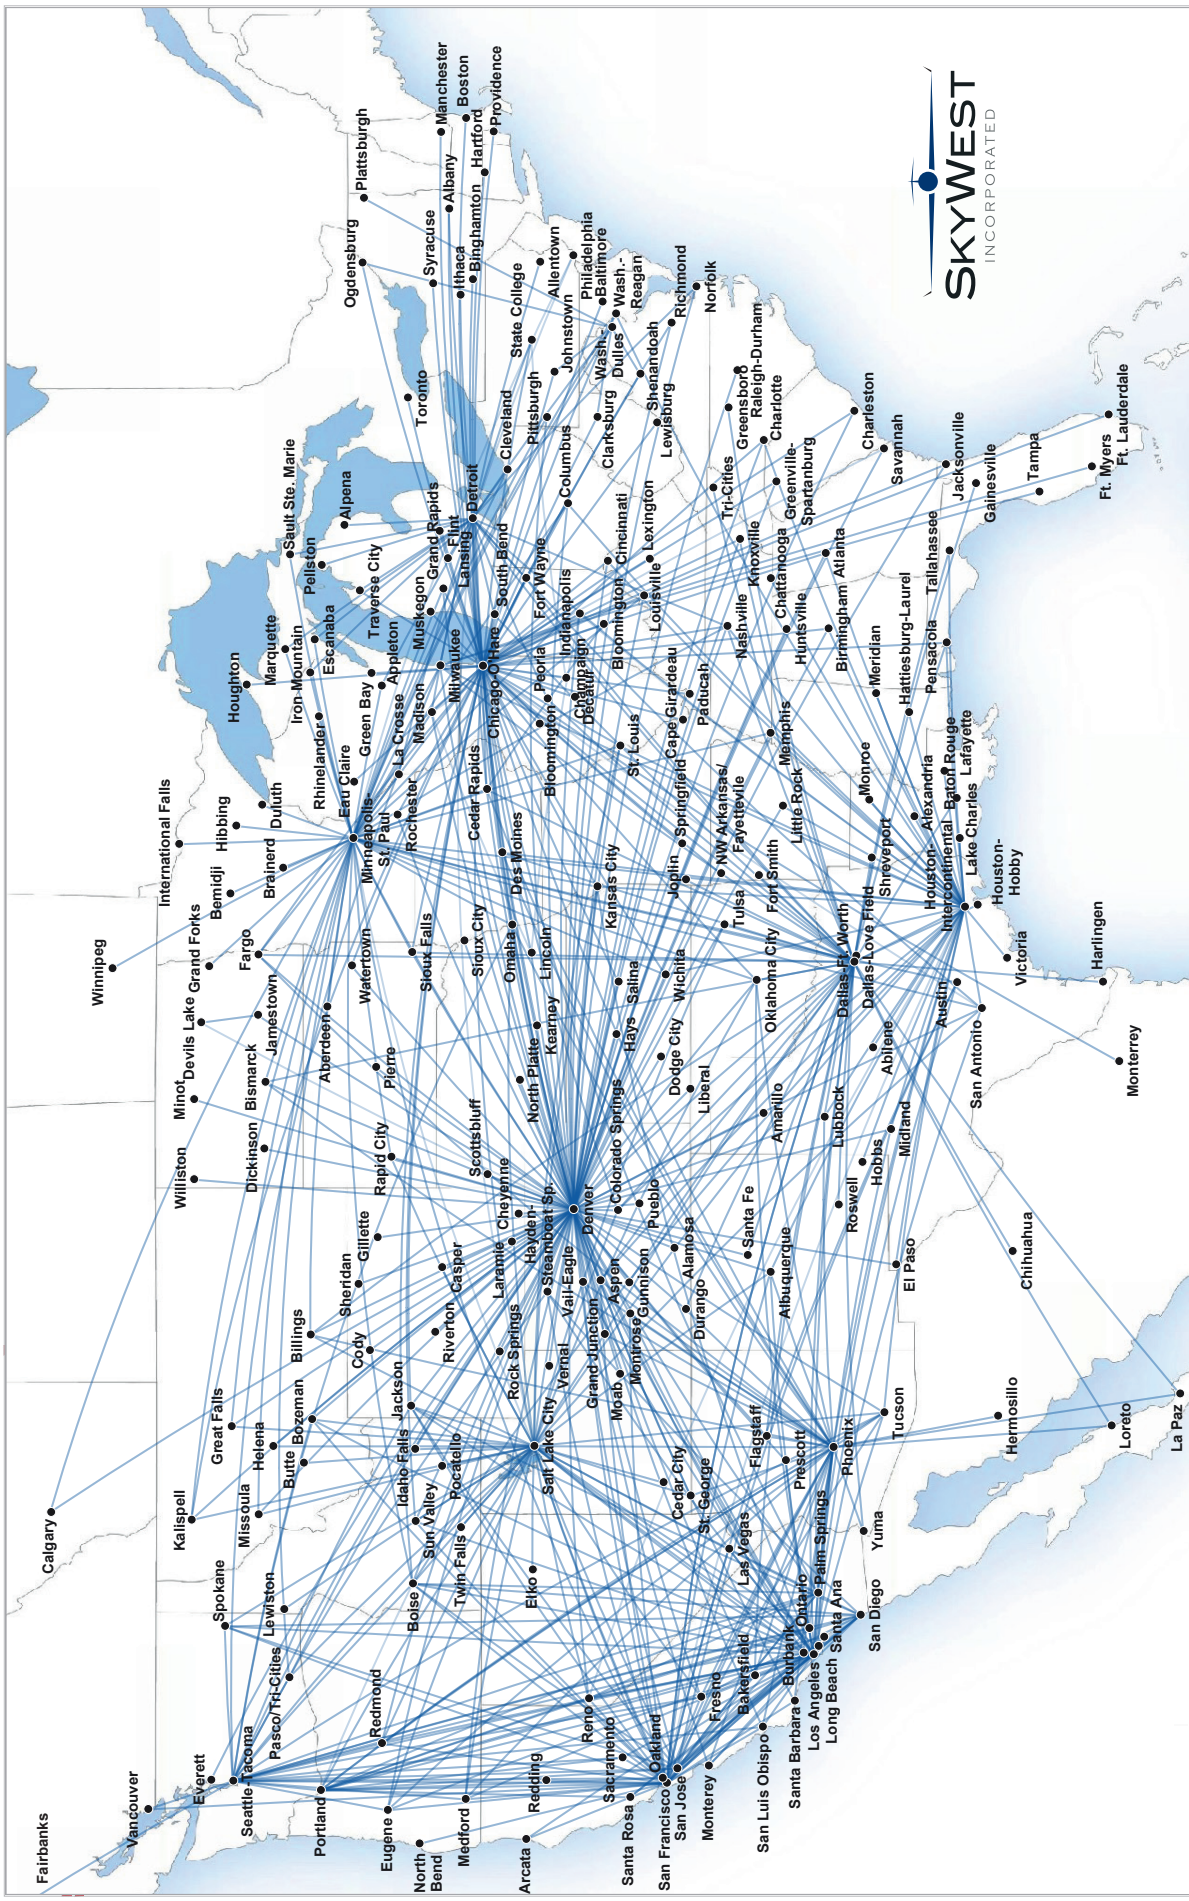 Fairbanks
Vancouver
Everett
Seattle-Tacoma
Pasco/Tri-Cities
Spokane
Lewiston
Portland
Redmond
Eugene
North
Bend
Medford
Arcata
Redding
Reno
Sacramento
Santa Rosa
Oakland
San Francisco
San Jose
Monterey
Fresno
San Luis Obispo
Bakersfield
Santa Barbara
Burbank
Ontario
Los Angeles
Long Beach
Santa Ana
Palm Springs
San Diego
Yuma
Calgary
Kalispell
Missoula
Great Falls
Helena
Butte
Bozeman
Billings
Boise
Sun Valley
Twin Falls
Idaho Falls
Pocatello
Jackson
Elko
Salt Lake City
Cedar City
St. George
Las Vegas
Flagstaff
Prescott
Phoenix
Tucson
Hermosillo
Loreto
La Paz
Chihuahua
Cody
Sheridan
Gillette
Riverton
Casper
Rock Springs
Laramie
Cheyenne
Hayden-
Steamboat Sp.
Vernal
Vail-Eagle
Grand Junction
Aspen
Moab
Montrose
Gunnison
Denver
Colorado Springs
Pueblo
Alamosa
Durango
Santa Fe
Albuquerque
Roswell
Hobbs
El Paso
Williston
Minot
Devils Lake
Grand Forks
Winnipeg
Dickinson
Bismarck
Jamestown
Fargo
Aberdeen
Watertown
Pierre
Rapid City
Sioux Falls
Scottsbluff
North Platte
Kearney
Sioux City
Omaha
Lincoln
Hays
Salina
Dodge City
Liberal
Wichita
Kansas City
Amarillo
Lubbock
Midland
Abilene
Oklahoma City
Tulsa
Dallas-Ft. Worth
Dallas-Love Field
Austin
San Antonio
Victoria
Harlingen
Monterrey
Houston-
Intercontinental
Houston-
Hobby
International Falls
Hibbing
Bemidji
Brainerd
Duluth
Minneapolis-
St. Paul
Rochester
Eau Claire
La Crosse
Rhinelander
Houghton
Marquette
Iron Mountain
Escanaba
Green Bay
Appleton
Madison
Milwaukee
Chicago-O'Hare
Cedar Rapids
Des Moines
Peoria
Bloomington
Champaign
Decatur
St. Louis
Cape Girardeau
Paducah
Springfield
Joplin
NW Arkansas/
Fayettevile
Fort Smith
Little Rock
Memphis
Shreveport
Monroe
Alexandria
Lake Charles
Lafayette
Baton Rouge
Meridian
Hattiesburg-Laurel
Pensacola
Tallahassee
Birmingham
Huntsville
Nashville
Chattanooga
Knoxville
Atlanta
Sault Ste. Marie
Pellston
Alpena
Traverse City
Muskegon
Grand Rapids
Lansing
Flint
Detroit
South Bend
Fort Wayne
Indianapolis
Bloomington
Louisville
Lexington
Cincinnati
Columbus
Cleveland
Toronto
Pittsburgh
Johnstown
State College
Clarksburg
Lewisburg
Shenandoah
Tri-Cities
Greenville-
Spartanburg
Charlotte
Greensboro
Raleigh-Durham
Charleston
Savannah
Jacksonville
Gainesville
Tampa
Ft. Myers
Ft. Lauderdale
Ogdensburg
Plattsburgh
Syracuse
Ithaca
Binghamton
Albany
Hartford
Manchester
Boston
Providence
Allentown
Philadelphia
Baltimore
Wash.-
Reagan
Wash.-
Dulles
Richmond
Norfolk
SKYWEST
INCORPORATED